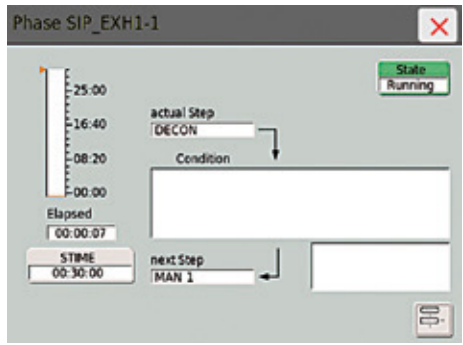 Phase SIP_EXH1-1
State
Running
25:00
16:40
08:20
00:00
actual Step
DECON
Condition
Elapsed
00:00:07
STIME
00:30:00
next Step
MAN 1